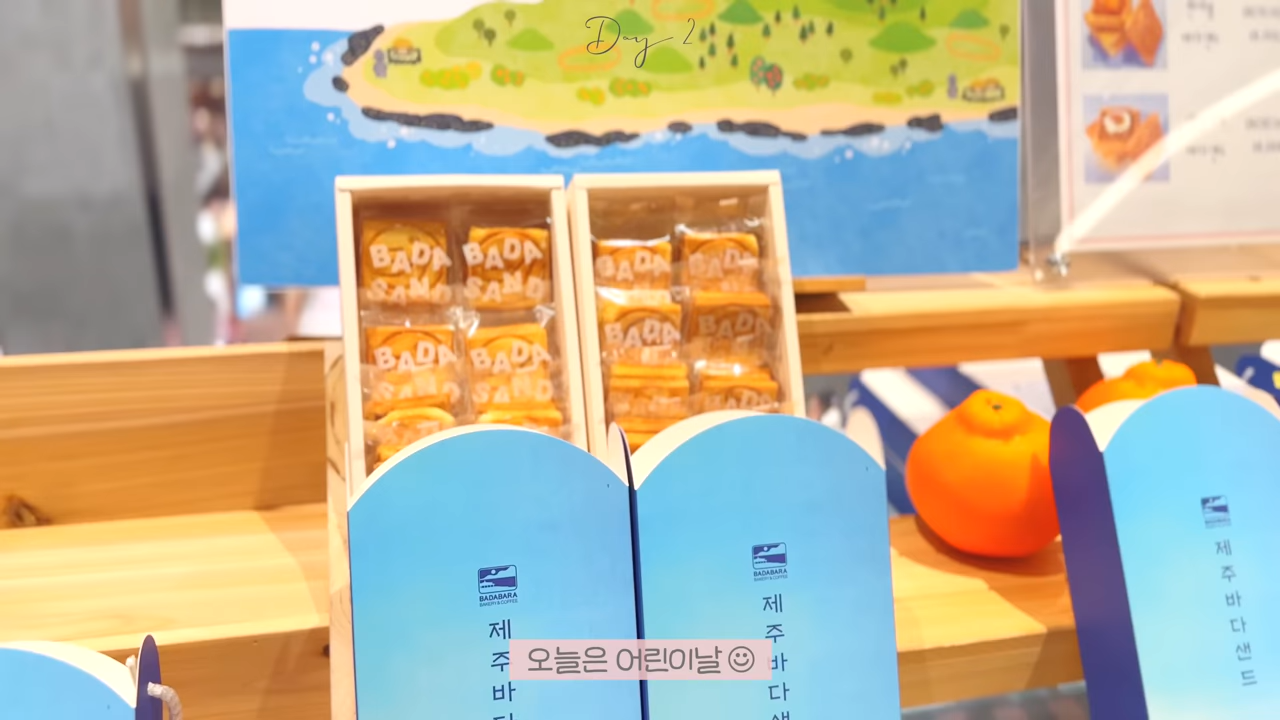 Day 2
BADA
SAND
BADA
SAND
BADA
SAND
BADA
SAND
BADA
BADA
BADA
BADA
BADABARA
BAKERY & COFFEE
제주바
BADABARA
BAKERY & COFFEE
제주바다샌
제주바다샌드
오늘은 어린이날